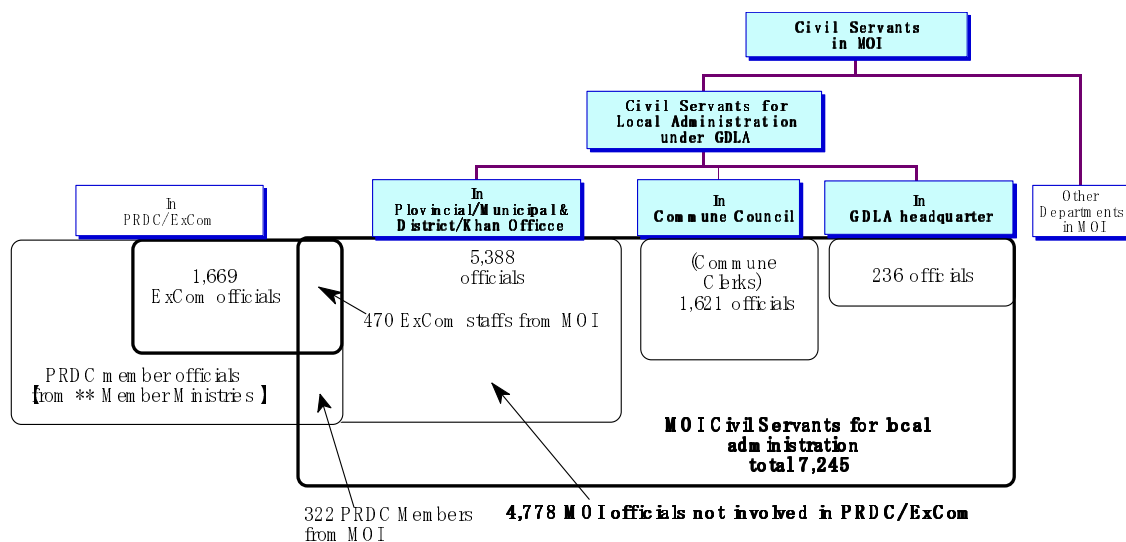 Civil Servants
in MOI
Civil Servants for
Local Administration
under GDLA
In
PRDC/ExCom
In
Plovincial/Municipal &
District/Khan Officce
In
Commune Council
In
GDLA headquarter
Other
Departments
in MOI
1,669
ExCom officials
5,388
officials
(Commune
Clerks)
1,621 officials
236 officials
470 ExCom staffs from MOI
PRDC member officials
【from ** Member Ministries】
MOI Civil Servants for local
administration
total 7,245
322 PRDC Members
from MOI
4,778 MOI officials not involved in PRDC/ExCom